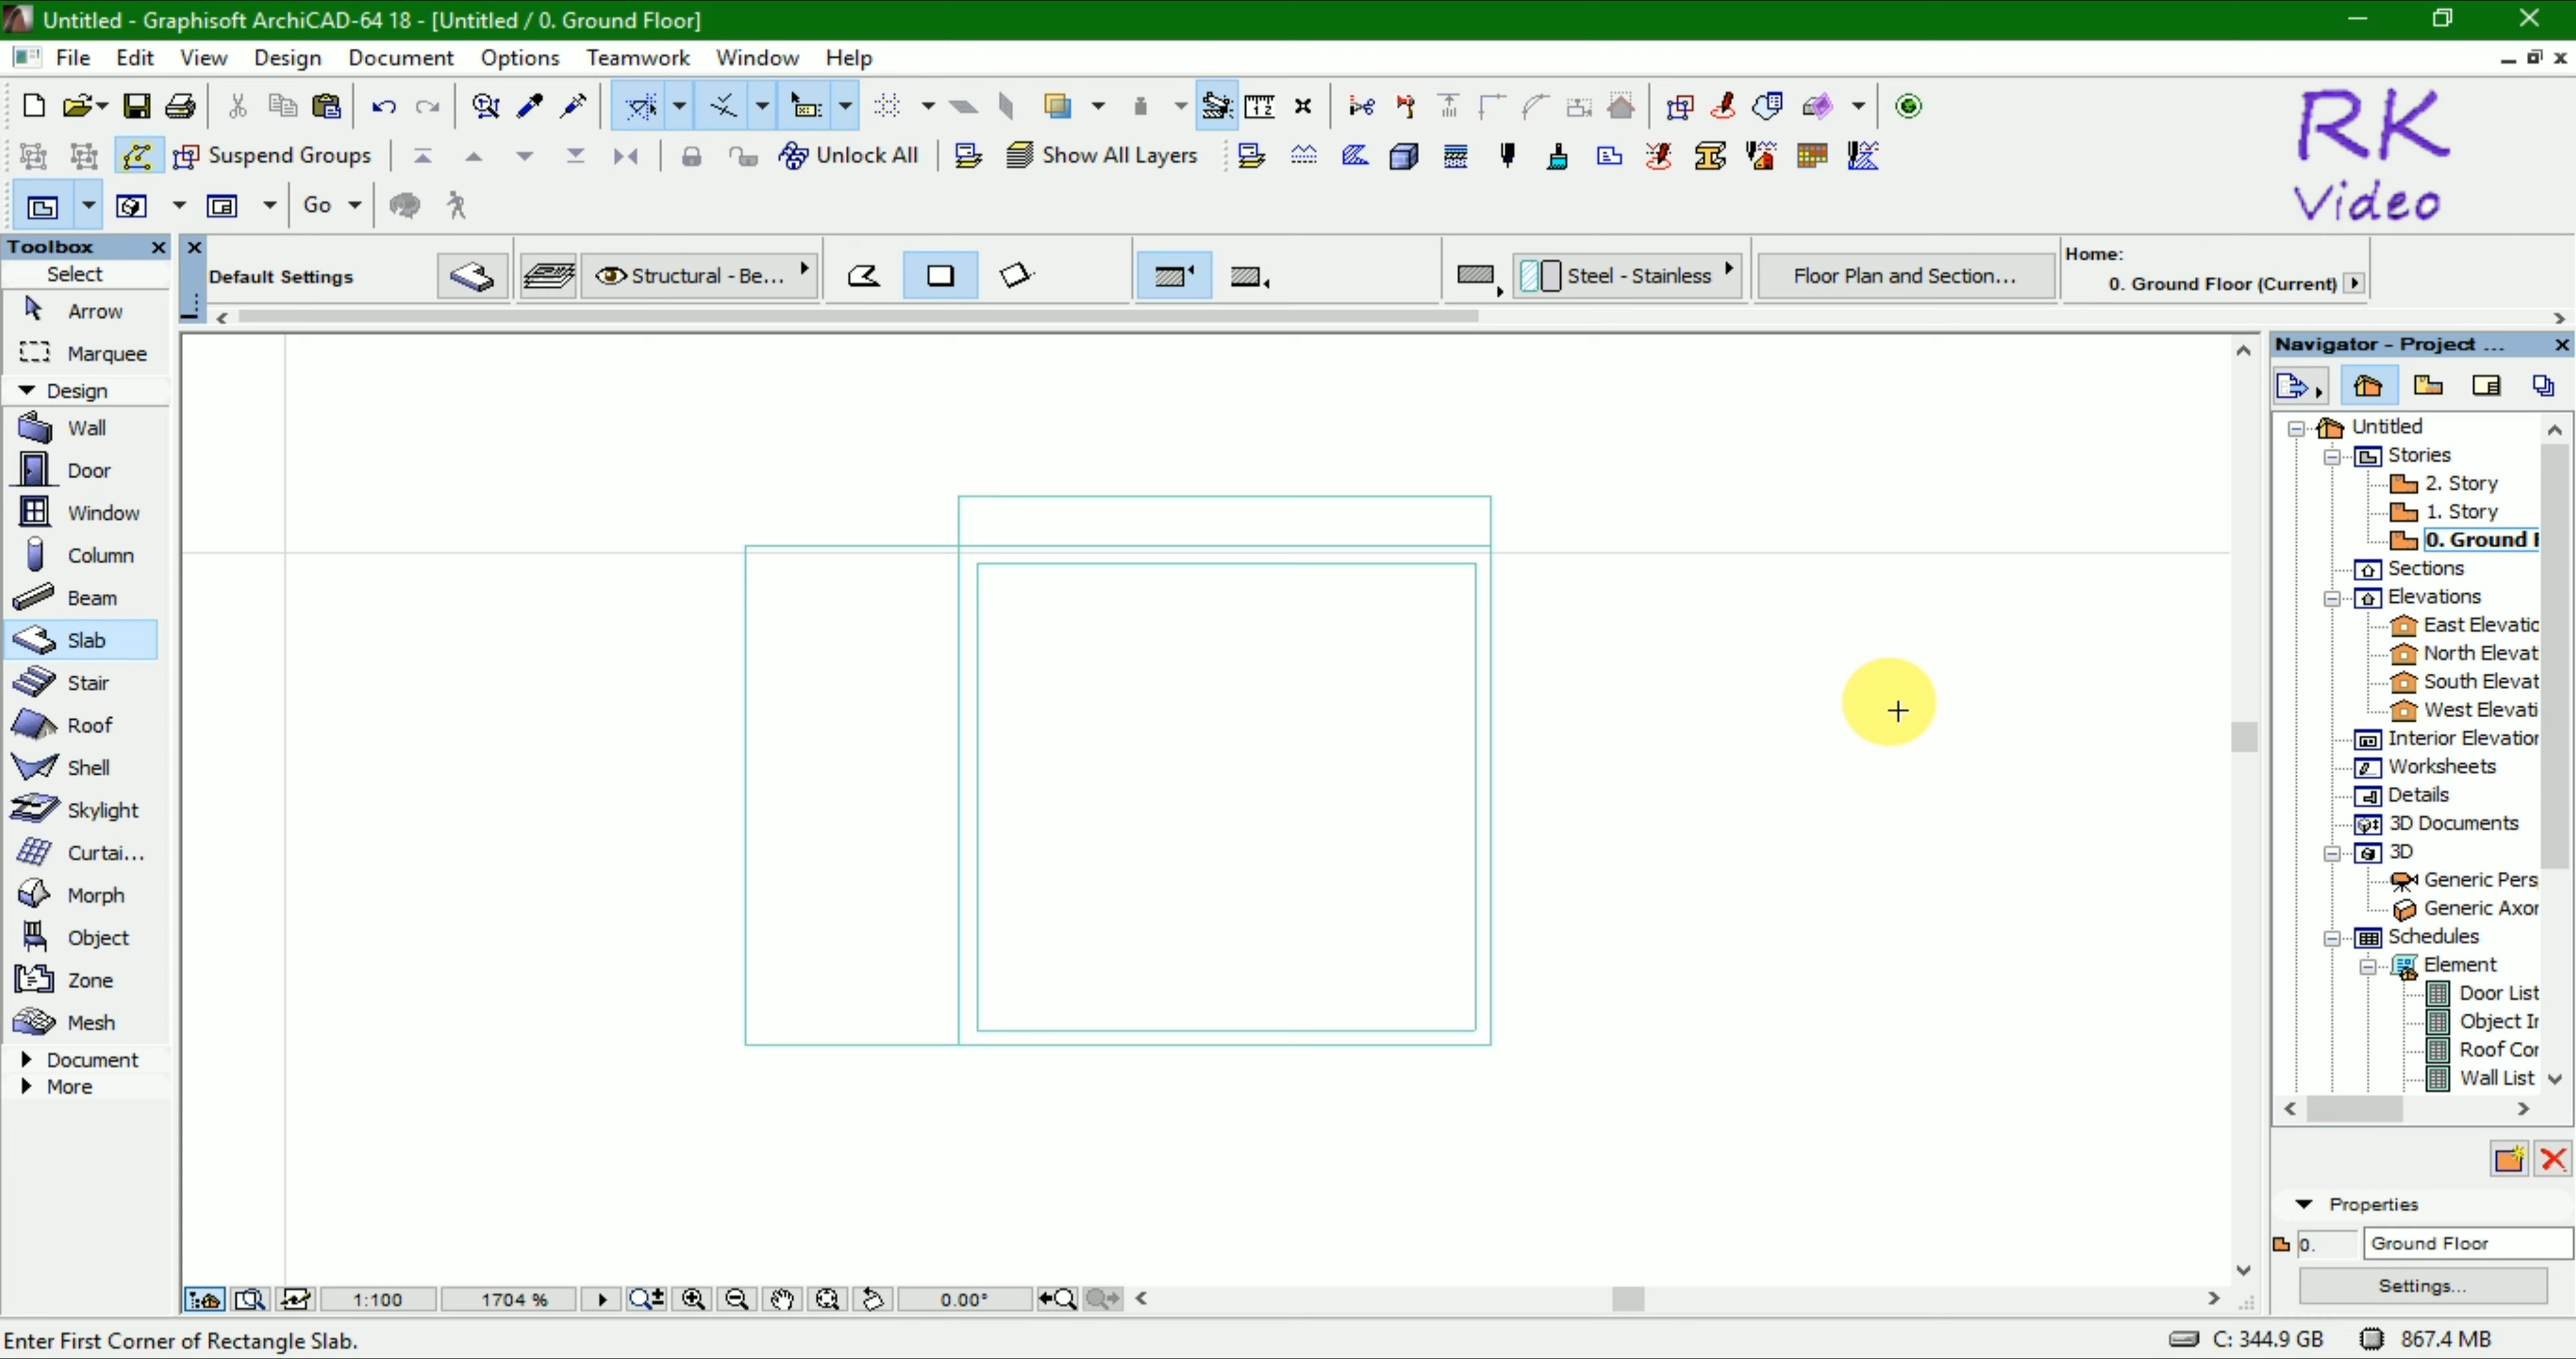 Untitled - Graphisoft ArchiCAD-64 18 - [Untitled / 0. Ground Floor]
File Edit View Design Document Options Teamwork Window Help
RK
Video
Suspend Groups Unlock All Show All Layers
Go
Toolbox
Select
Arrow
Marquee
Design
Wall
Door
Window
Column
Beam
Slab
Stair
Roof
Shell
Skylight
Curtai...
Morph
Object
Zone
Mesh
Document
More
Default Settings
Structural - Be...
Steel - Stainless
Floor Plan and Section...
Home:
0. Ground Floor (Current)
Navigator - Project ...
Untitled
Stories
2. Story
1. Story
0. Ground
Sections
Elevations
East Elevatio
North Elevat
South Elevat
West Elevati
Interior Elevation
Worksheets
Details
3D Documents
3D
Generic Pers
Generic Axon
Schedules
Element
Door List
Object In
Roof Cor
Wall List
Properties
0. Ground Floor
Settings...
1:100 1704 % 0.00°
Enter First Corner of Rectangle Slab.
C: 344.9 GB 867.4 MB